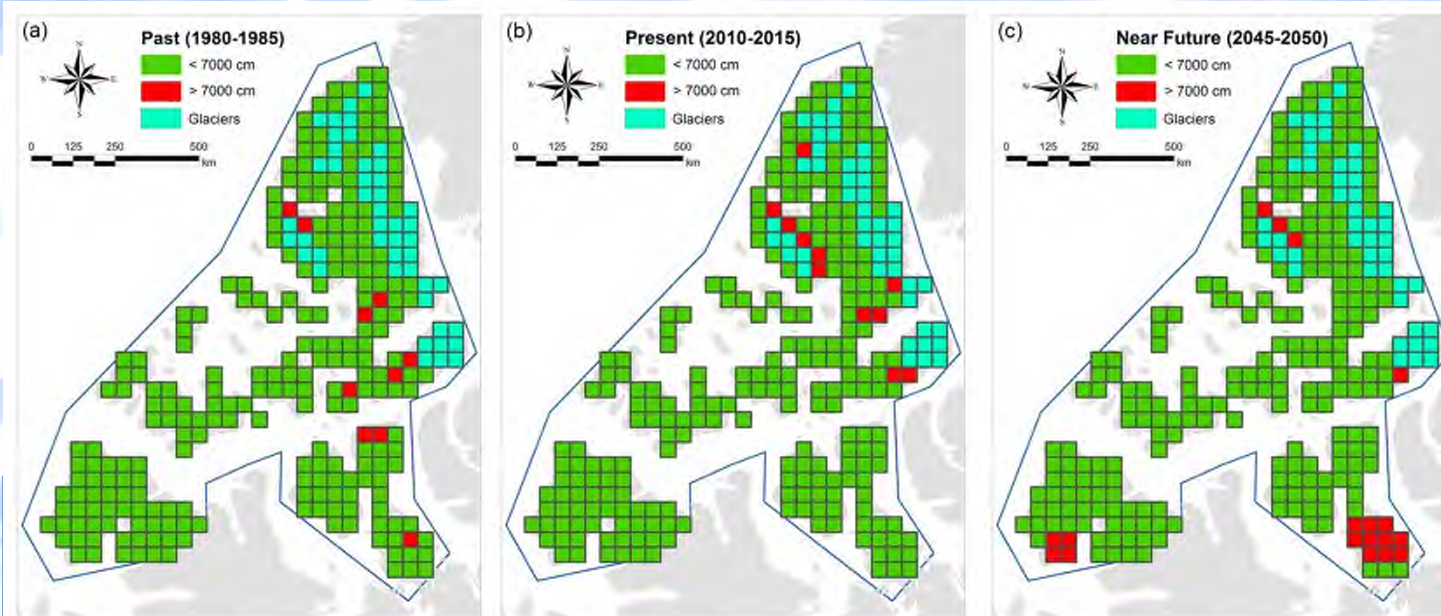 (a)
Past (1980-1985)
N
W E
S
< 7000 cm
> 7000 cm
Glaciers
0 125 250 500
km
(b)
Present (2010-2015)
N
W E
S
< 7000 cm
> 7000 cm
Glaciers
0 125 250 500
km
(c)
Near Future (2045-2050)
N
W E
S
< 7000 cm
> 7000 cm
Glaciers
0 125 250 500
km